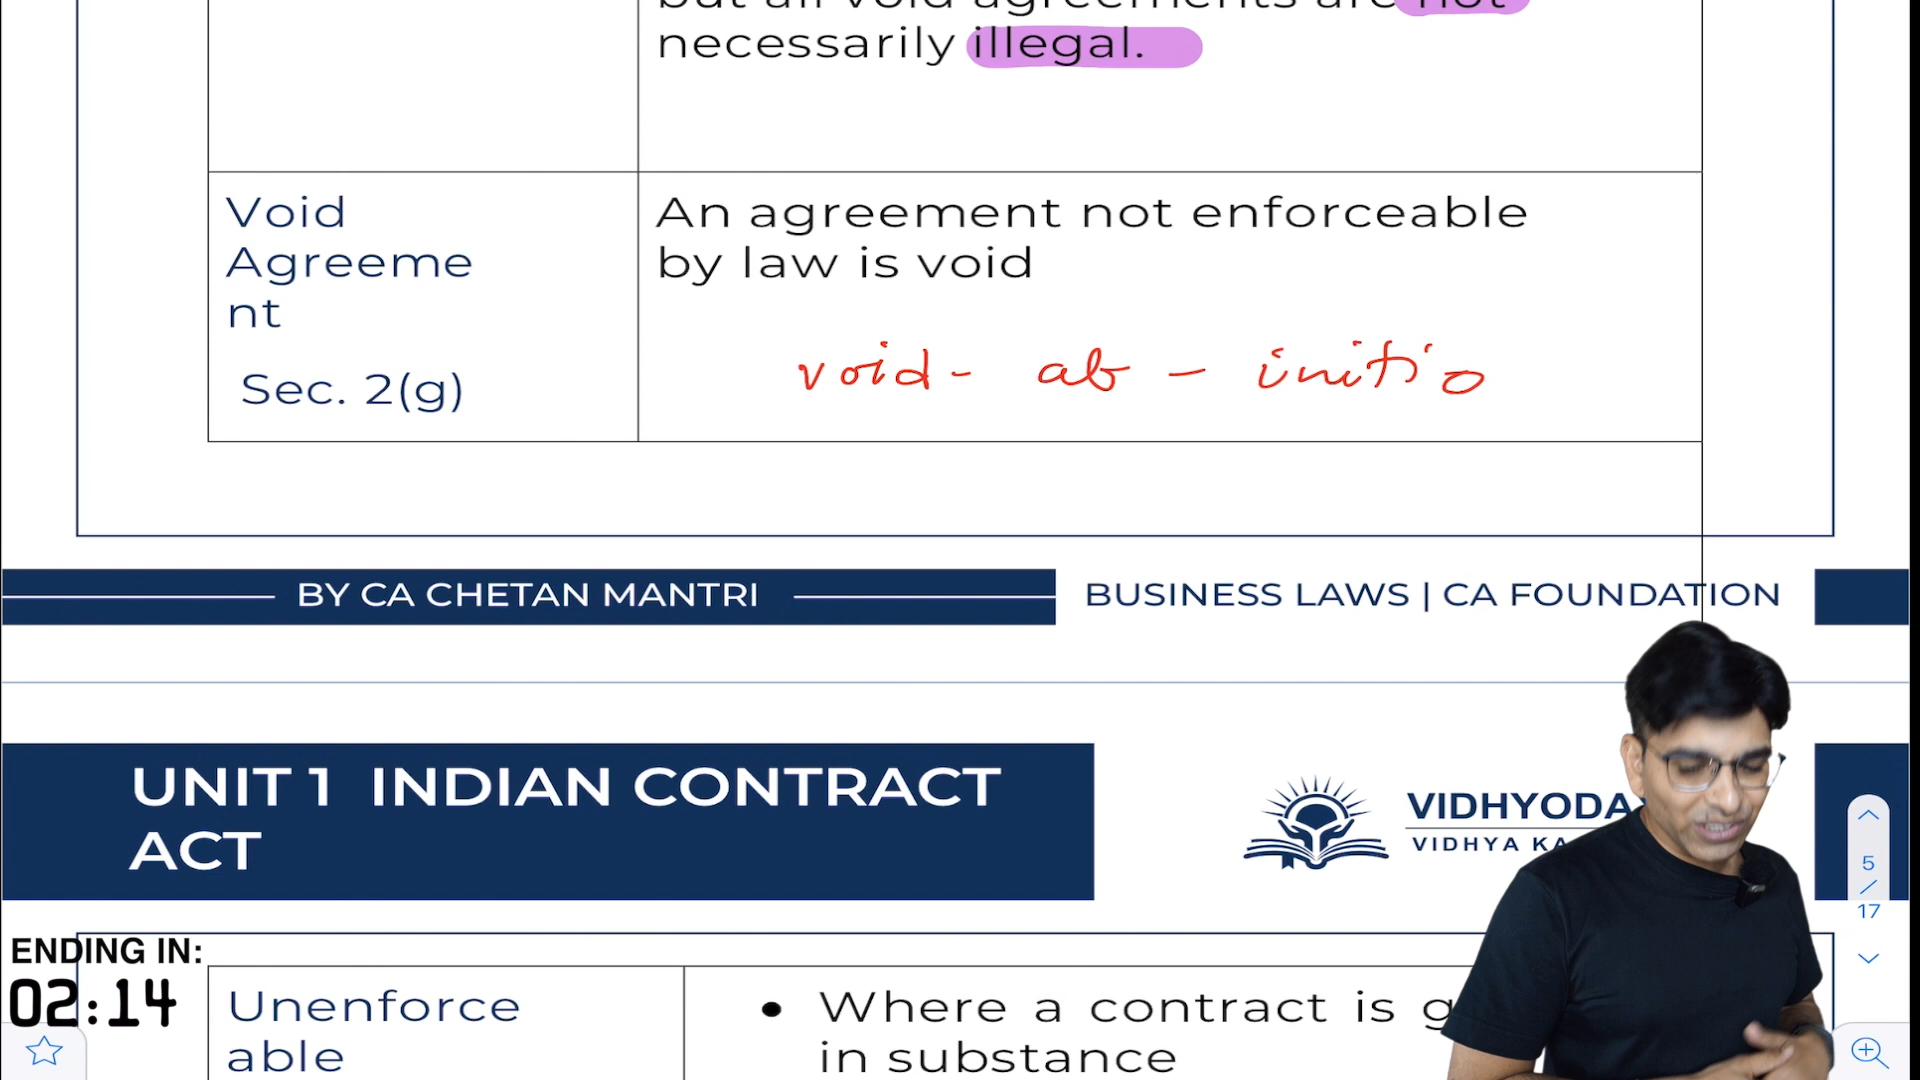 necessarily illegal.
Void
Agreeme
nt
Sec. 2(g)
An agreement not enforceable
by law is void
void - ab - initio
BY CA CHETAN MANTRI
BUSINESS LAWS | CA FOUNDATION
UNIT 1 INDIAN CONTRACT
ACT
VIDHYODA
VIDHYA KA
5
/
17
ENDING IN:
02:14
Unenforce
able
• Where a contract is g
in substance